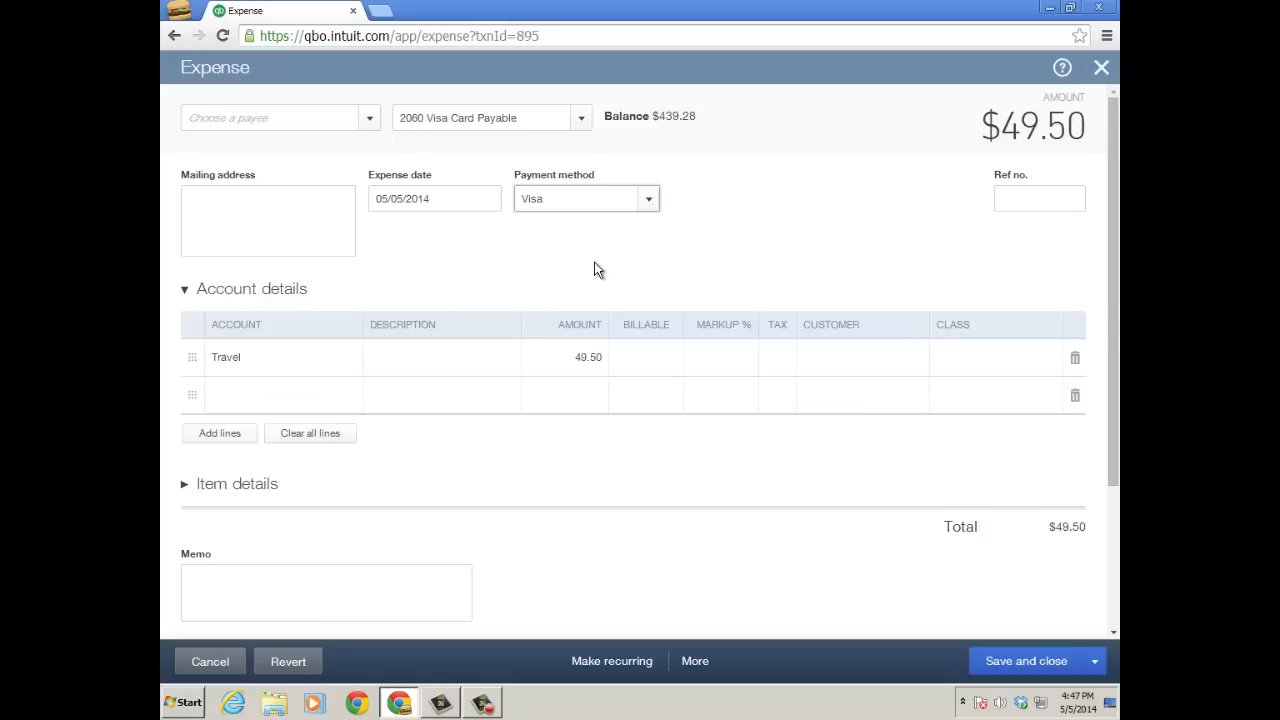 qb Expense
https://qbo.intuit.com/app/expense?txnId=895
Expense
?
AMOUNT
Choose a payee
2060 Visa Card Payable
Balance $439.28
$49.50
Mailing address
Expense date
Payment method
Ref no.
05/05/2014
Visa
Account details
ACCOUNT DESCRIPTION AMOUNT BILLABLE MARKUP % TAX CUSTOMER CLASS
Travel 49.50
Add lines
Clear all lines
Item details
Total $49.50
Memo
Cancel
Revert
Make recurring
More
Save and close
Start
4:47 PM
5/5/2014